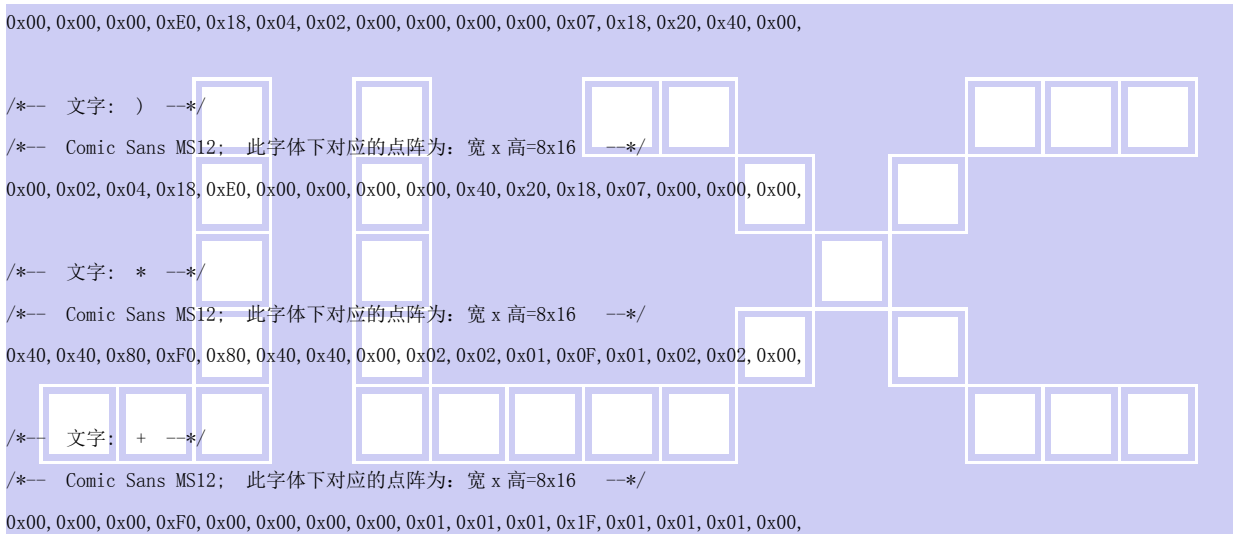 0x00,0x00,0x00,0xE0,0x18,0x04,0x02,0x00,0x00,0x00,0x00,0x07,0x18,0x20,0x40,0x00,
/*-- 文字: ) --*/
/*-- Comic Sans MS12; 此字体下对应的点阵为：宽 x 高=8x16 --*/
0x00,0x02,0x04,0x18,0xE0,0x00,0x00,0x00,0x00,0x40,0x20,0x18,0x07,0x00,0x00,0x00,
/*-- 文字: * --*/
/*-- Comic Sans MS12; 此字体下对应的点阵为：宽 x 高=8x16 --*/
0x40,0x40,0x80,0xF0,0x80,0x40,0x40,0x00,0x02,0x02,0x01,0x0F,0x01,0x02,0x02,0x00,
/*-- 文字: + --*/
/*-- Comic Sans MS12; 此字体下对应的点阵为：宽 x 高=8x16 --*/
0x00,0x00,0x00,0xF0,0x00,0x00,0x00,0x00,0x01,0x01,0x01,0x1F,0x01,0x01,0x01,0x00,